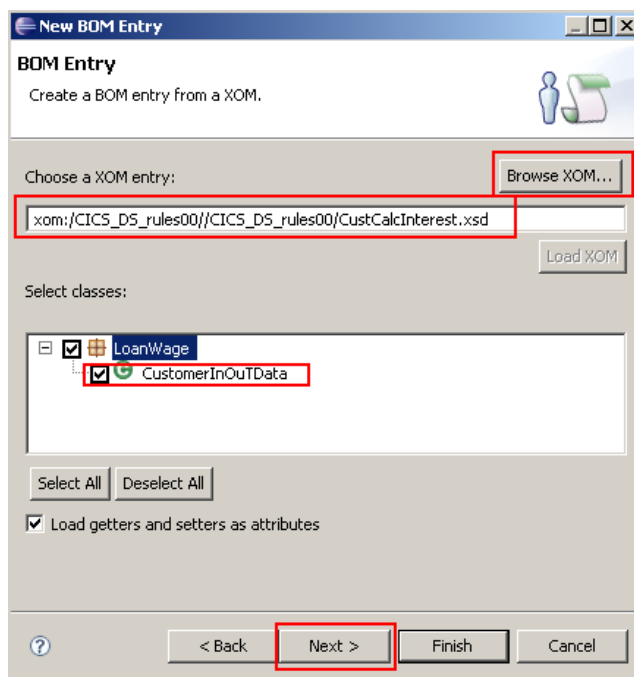 New BOM Entry
BOM Entry
Create a BOM entry from a XOM.
Choose a XOM entry:
Browse XOM...
xom:/CICS_DS_rules00//CICS_DS_rules00/CustCalcInterest.xsd
Load XOM
Select classes:
LoanWage
CustomerInOuTData
Select All Deselect All
Load getters and setters as attributes
< Back Next > Finish Cancel